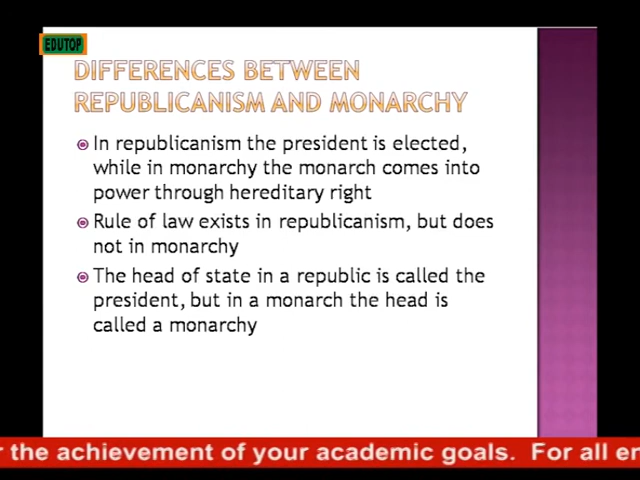 EDUTOP
DIFFERENCES BETWEEN
REPUBLICANISM AND MONARCHY
In republicanism the president is elected,
while in monarchy the monarch comes into
power through hereditary right
Rule of law exists in republicanism, but does
not in monarchy
The head of state in a republic is called the
president, but in a monarch the head is
called a monarchy
r the achievement of your academic goals. For all en